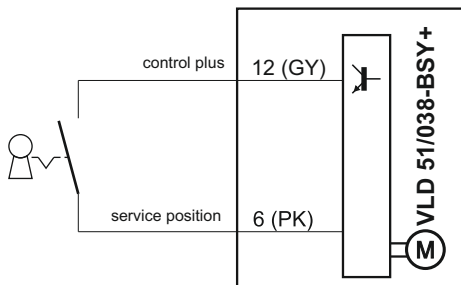 control plus
12 (GY)
service position
6 (PK)
VLD 51/038-BSY+
M